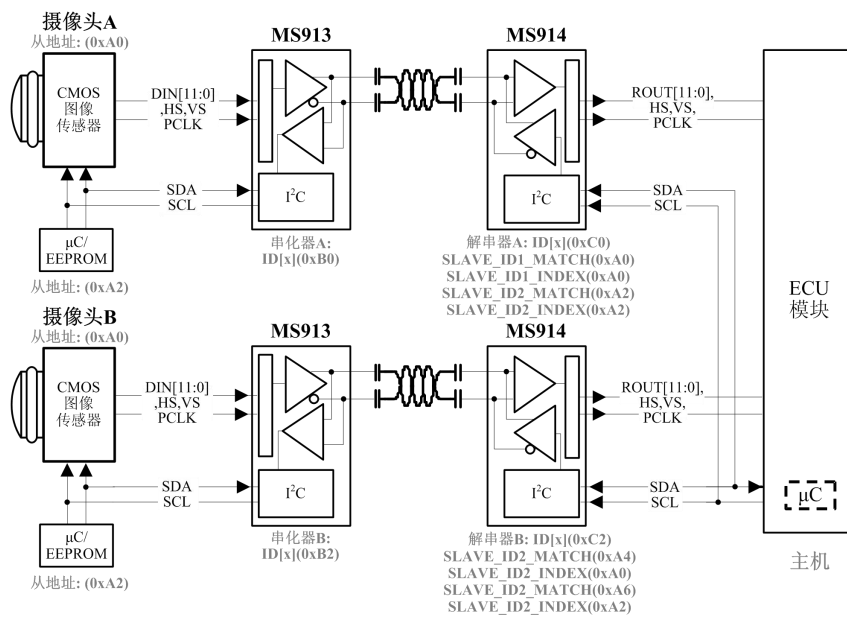 摄像头A
从地址: (0xA0)
CMOS
图像
传感器
DIN[11:0]
,HS,VS
PCLK
SDA
SCL
μC/
EEPROM
从地址: (0xA2)
MS913
I²C
串化器A:
ID[x](0xB0)
MS914
I²C
ROUT[11:0],
HS,VS,
PCLK
SDA
SCL
解串器A: ID[x](0xC0)
SLAVE_ID1_MATCH(0xA0)
SLAVE_ID1_INDEX(0xA0)
SLAVE_ID2_MATCH(0xA2)
SLAVE_ID2_INDEX(0xA2)
摄像头B
从地址: (0xA0)
CMOS
图像
传感器
DIN[11:0]
,HS,VS
PCLK
SDA
SCL
μC/
EEPROM
从地址: (0xA2)
MS913
I²C
串化器B:
ID[x](0xB2)
MS914
I²C
ROUT[11:0],
HS,VS,
PCLK
SDA
SCL
解串器B: ID[x](0xC2)
SLAVE_ID2_MATCH(0xA4)
SLAVE_ID2_INDEX(0xA0)
SLAVE_ID2_MATCH(0xA6)
SLAVE_ID2_INDEX(0xA2)
ECU
模块
μC
主机